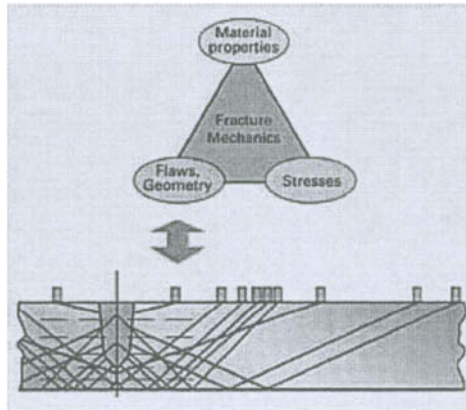 Material
properties
Fracture
Mechanics
Flaws,
Geometry
Stresses